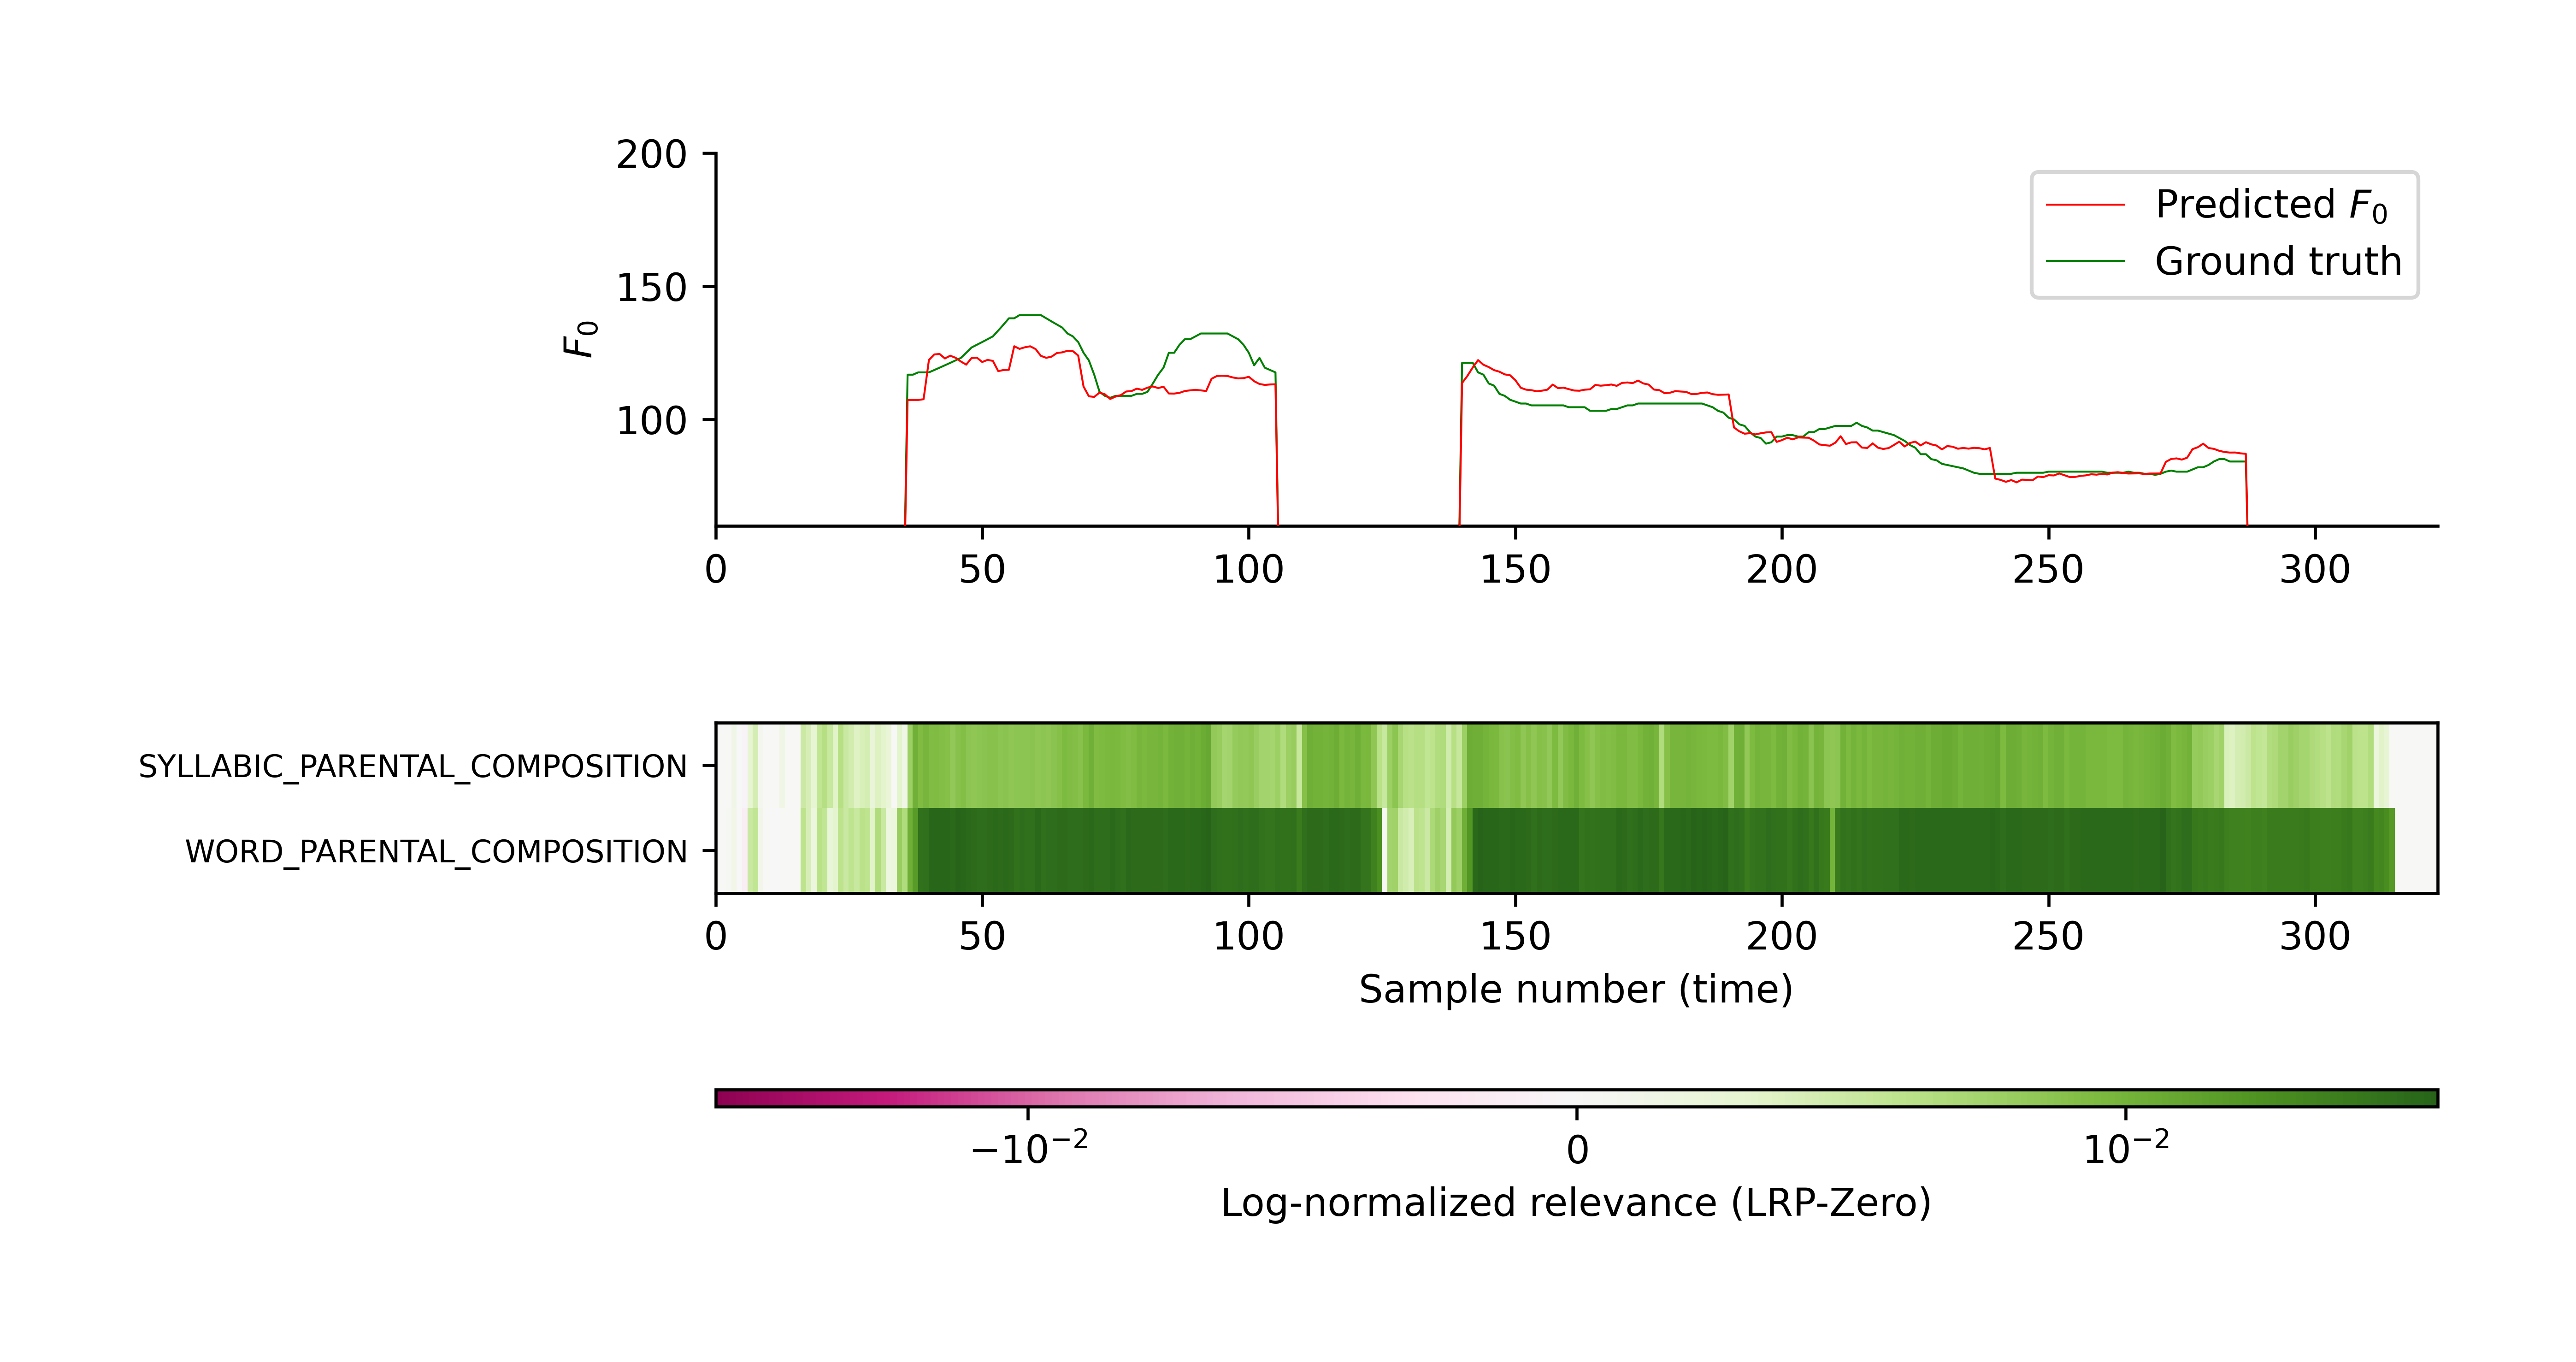 200
150
100
F₀
Predicted F₀
Ground truth
0 50 100 150 200 250 300
SYLLABIC_PARENTAL_COMPOSITION
WORD_PARENTAL_COMPOSITION
0 50 100 150 200 250 300
Sample number (time)
−10⁻² 0 10⁻²
Log-normalized relevance (LRP-Zero)